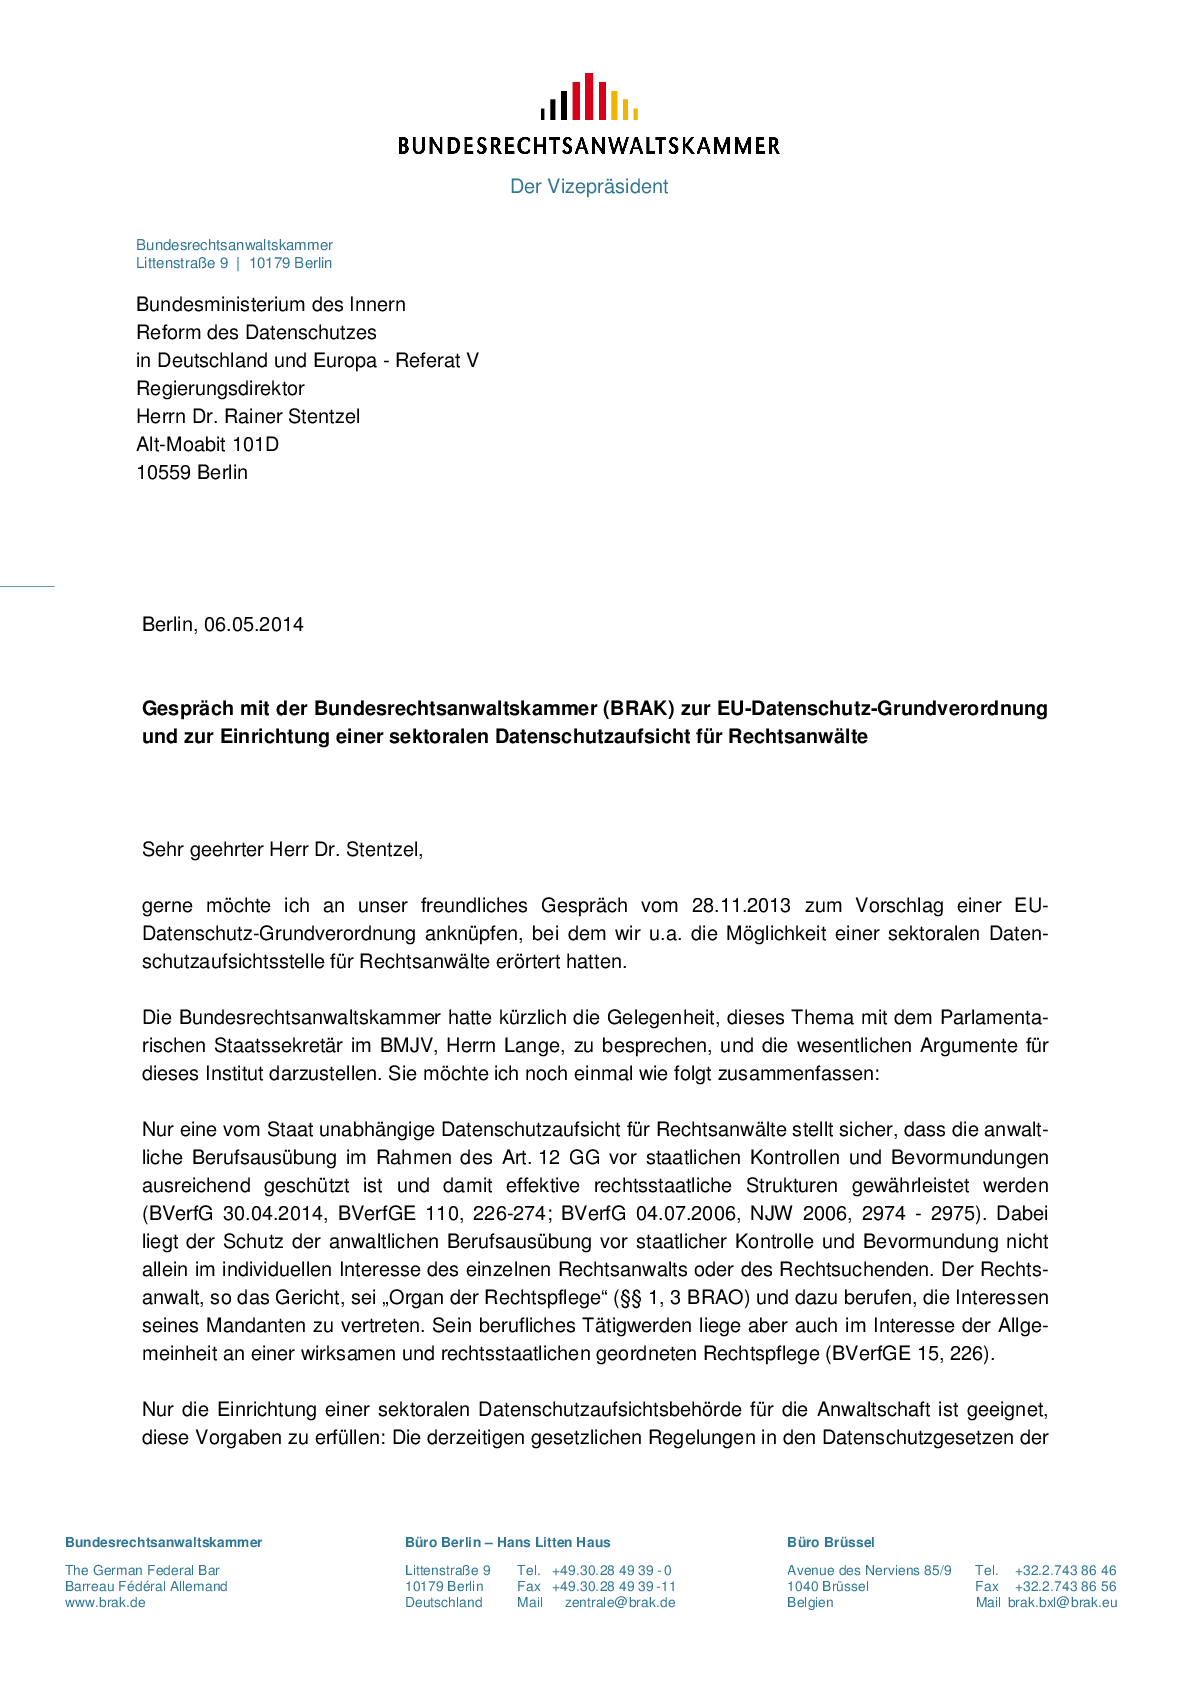 BUNDESRECHTSANWALTSKAMMER
Der Vizepräsident
Bundesrechtsanwaltskammer
Littenstraße 9 | 10179 Berlin
Bundesministerium des Innern
Reform des Datenschutzes
in Deutschland und Europa - Referat V
Regierungsdirektor
Herrn Dr. Rainer Stentzel
Alt-Moabit 101D
10559 Berlin
Berlin, 06.05.2014
Gespräch mit der Bundesrechtsanwaltskammer (BRAK) zur EU-Datenschutz-Grundverordnung
und zur Einrichtung einer sektoralen Datenschutzaufsicht für Rechtsanwälte
Sehr geehrter Herr Dr. Stentzel,
gerne möchte ich an unser freundliches Gespräch vom 28.11.2013 zum Vorschlag einer EU-
Datenschutz-Grundverordnung anknüpfen, bei dem wir u.a. die Möglichkeit einer sektoralen Daten-
schutzaufsichtsstelle für Rechtsanwälte erörtert hatten.
Die Bundesrechtsanwaltskammer hatte kürzlich die Gelegenheit, dieses Thema mit dem Parlamenta-
rischen Staatssekretär im BMJV, Herrn Lange, zu besprechen, und die wesentlichen Argumente für
dieses Institut darzustellen. Sie möchte ich noch einmal wie folgt zusammenfassen:
Nur eine vom Staat unabhängige Datenschutzaufsicht für Rechtsanwälte stellt sicher, dass die anwalt-
liche Berufsausübung im Rahmen des Art. 12 GG vor staatlichen Kontrollen und Bevormundungen
ausreichend geschützt ist und damit effektive rechtsstaatliche Strukturen gewährleistet werden
(BVerfG 30.04.2014, BVerfGE 110, 226-274; BVerfG 04.07.2006, NJW 2006, 2974 - 2975). Dabei
liegt der Schutz der anwaltlichen Berufsausübung vor staatlicher Kontrolle und Bevormundung nicht
allein im individuellen Interesse des einzelnen Rechtsanwalts oder des Rechtsuchenden. Der Rechts-
anwalt, so das Gericht, sei „Organ der Rechtspflege“ (§§ 1, 3 BRAO) und dazu berufen, die Interessen
seines Mandanten zu vertreten. Sein berufliches Tätigwerden liege aber auch im Interesse der Allge-
meinheit an einer wirksamen und rechtsstaatlichen geordneten Rechtspflege (BVerfGE 15, 226).
Nur die Einrichtung einer sektoralen Datenschutzaufsichtsbehörde für die Anwaltschaft ist geeignet,
diese Vorgaben zu erfüllen: Die derzeitigen gesetzlichen Regelungen in den Datenschutzgesetzen der
Bundesrechtsanwaltskammer
The German Federal Bar
Barreau Fédéral Allemand
www.brak.de
Büro Berlin – Hans Litten Haus
Littenstraße 9 Tel. +49.30.28 49 39 - 0
10179 Berlin Fax +49.30.28 49 39 -11
Deutschland Mail zentrale@brak.de
Büro Brüssel
Avenue des Nerviens 85/9 Tel. +32.2.743 86 46
1040 Brüssel Fax +32.2.743 86 56
Belgien Mail brak.bxl@brak.eu